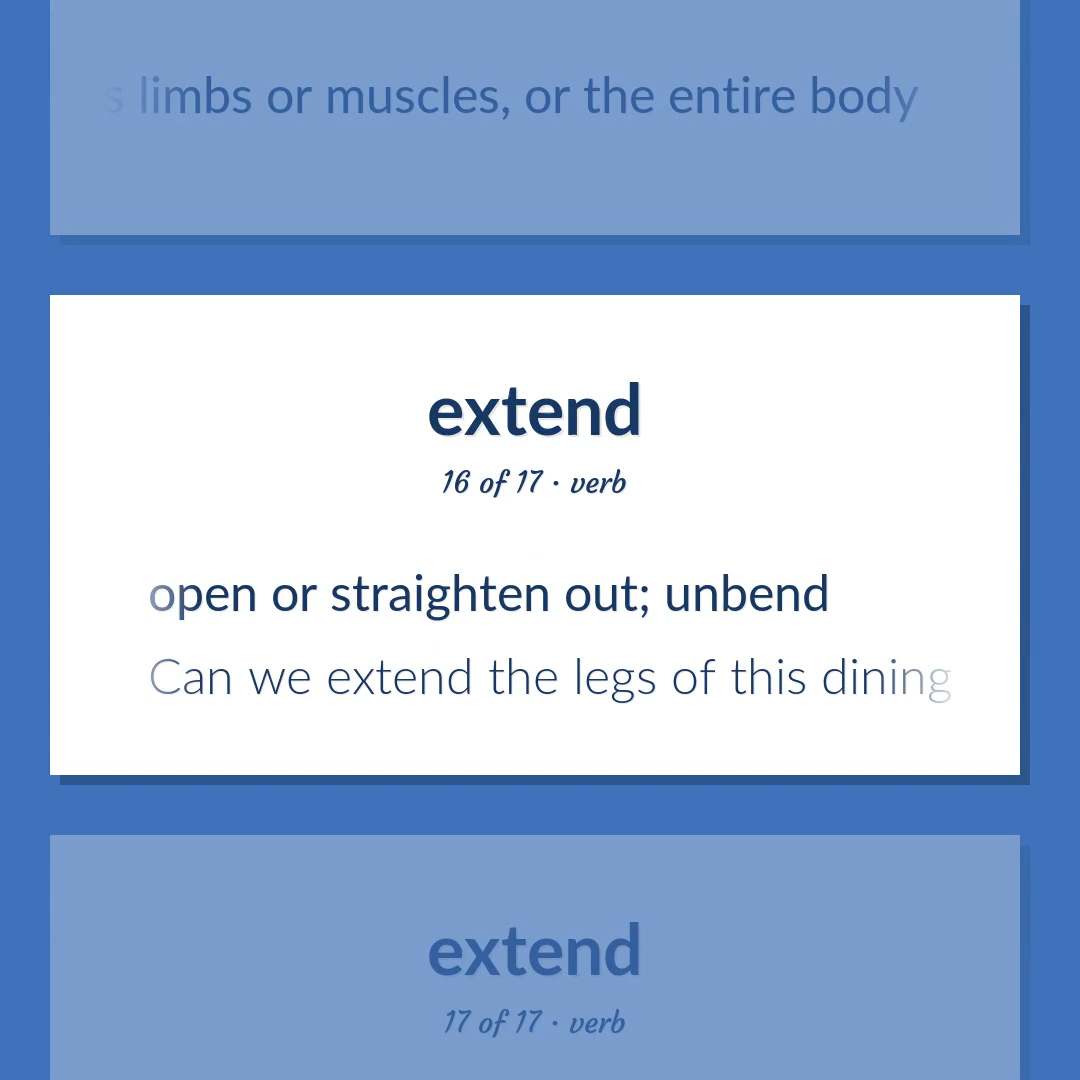 s limbs or muscles, or the entire body
extend
16 of 17 · verb
open or straighten out; unbend
Can we extend the legs of this dining
extend
17 of 17 · verb